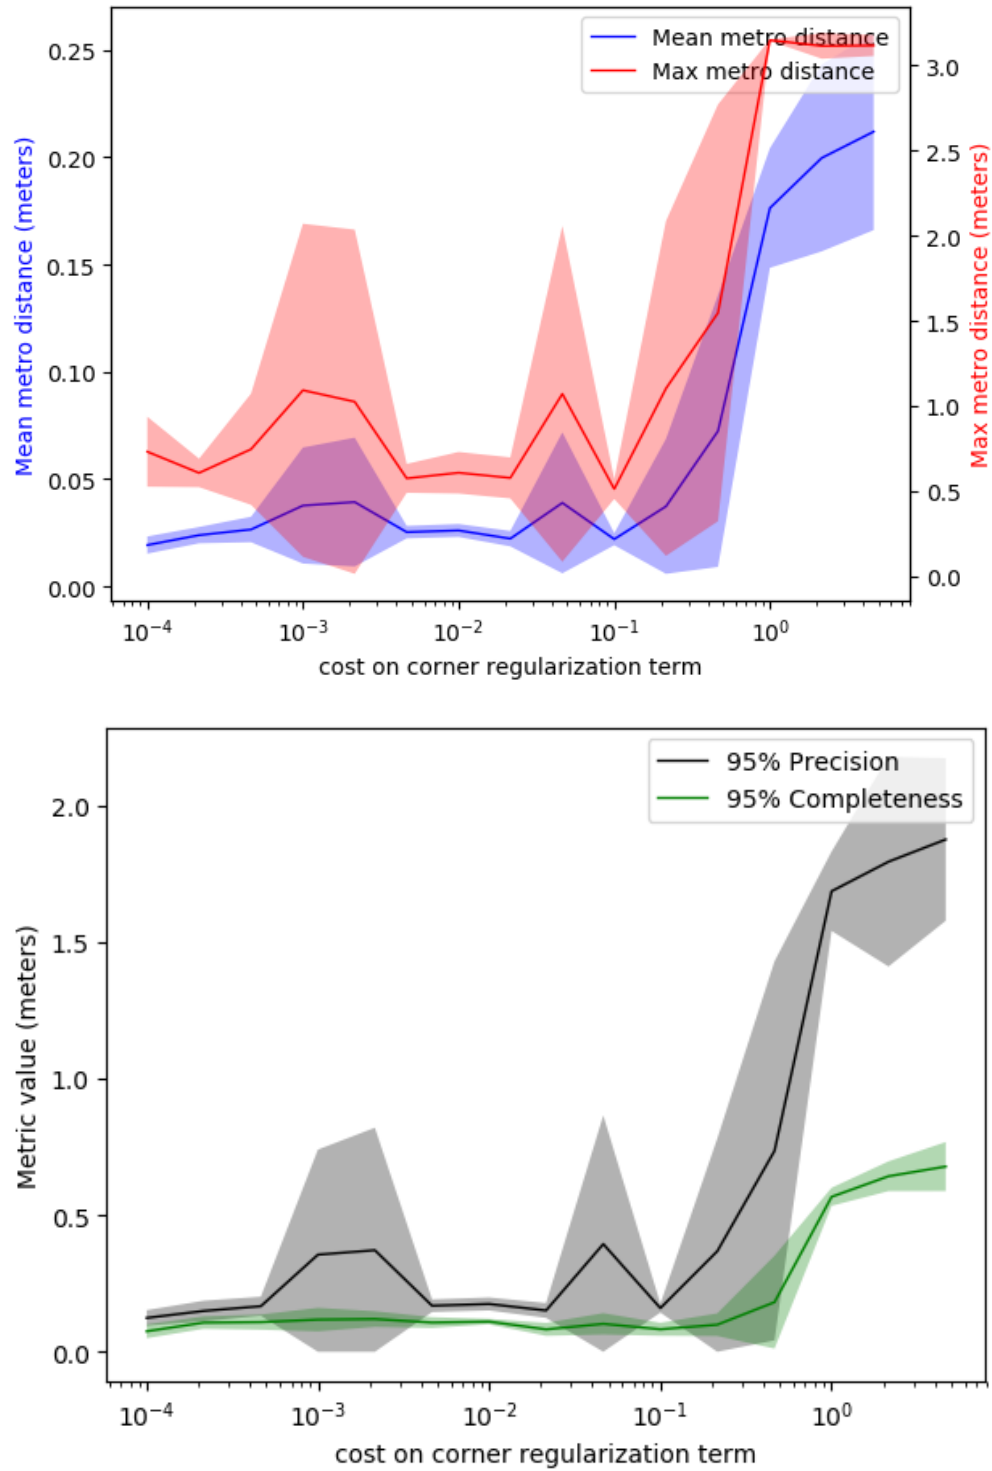 Mean metro distance
Max metro distance
0.25
0.20
0.15
0.10
0.05
0.00
Mean metro distance (meters)
3.0
2.5
2.0
1.5
1.0
0.5
0.0
Max metro distance (meters)
10⁻⁴ 10⁻³ 10⁻² 10⁻¹ 10⁰
cost on corner regularization term
95% Precision
95% Completeness
2.0
1.5
1.0
0.5
0.0
Metric value (meters)
10⁻⁴ 10⁻³ 10⁻² 10⁻¹ 10⁰
cost on corner regularization term